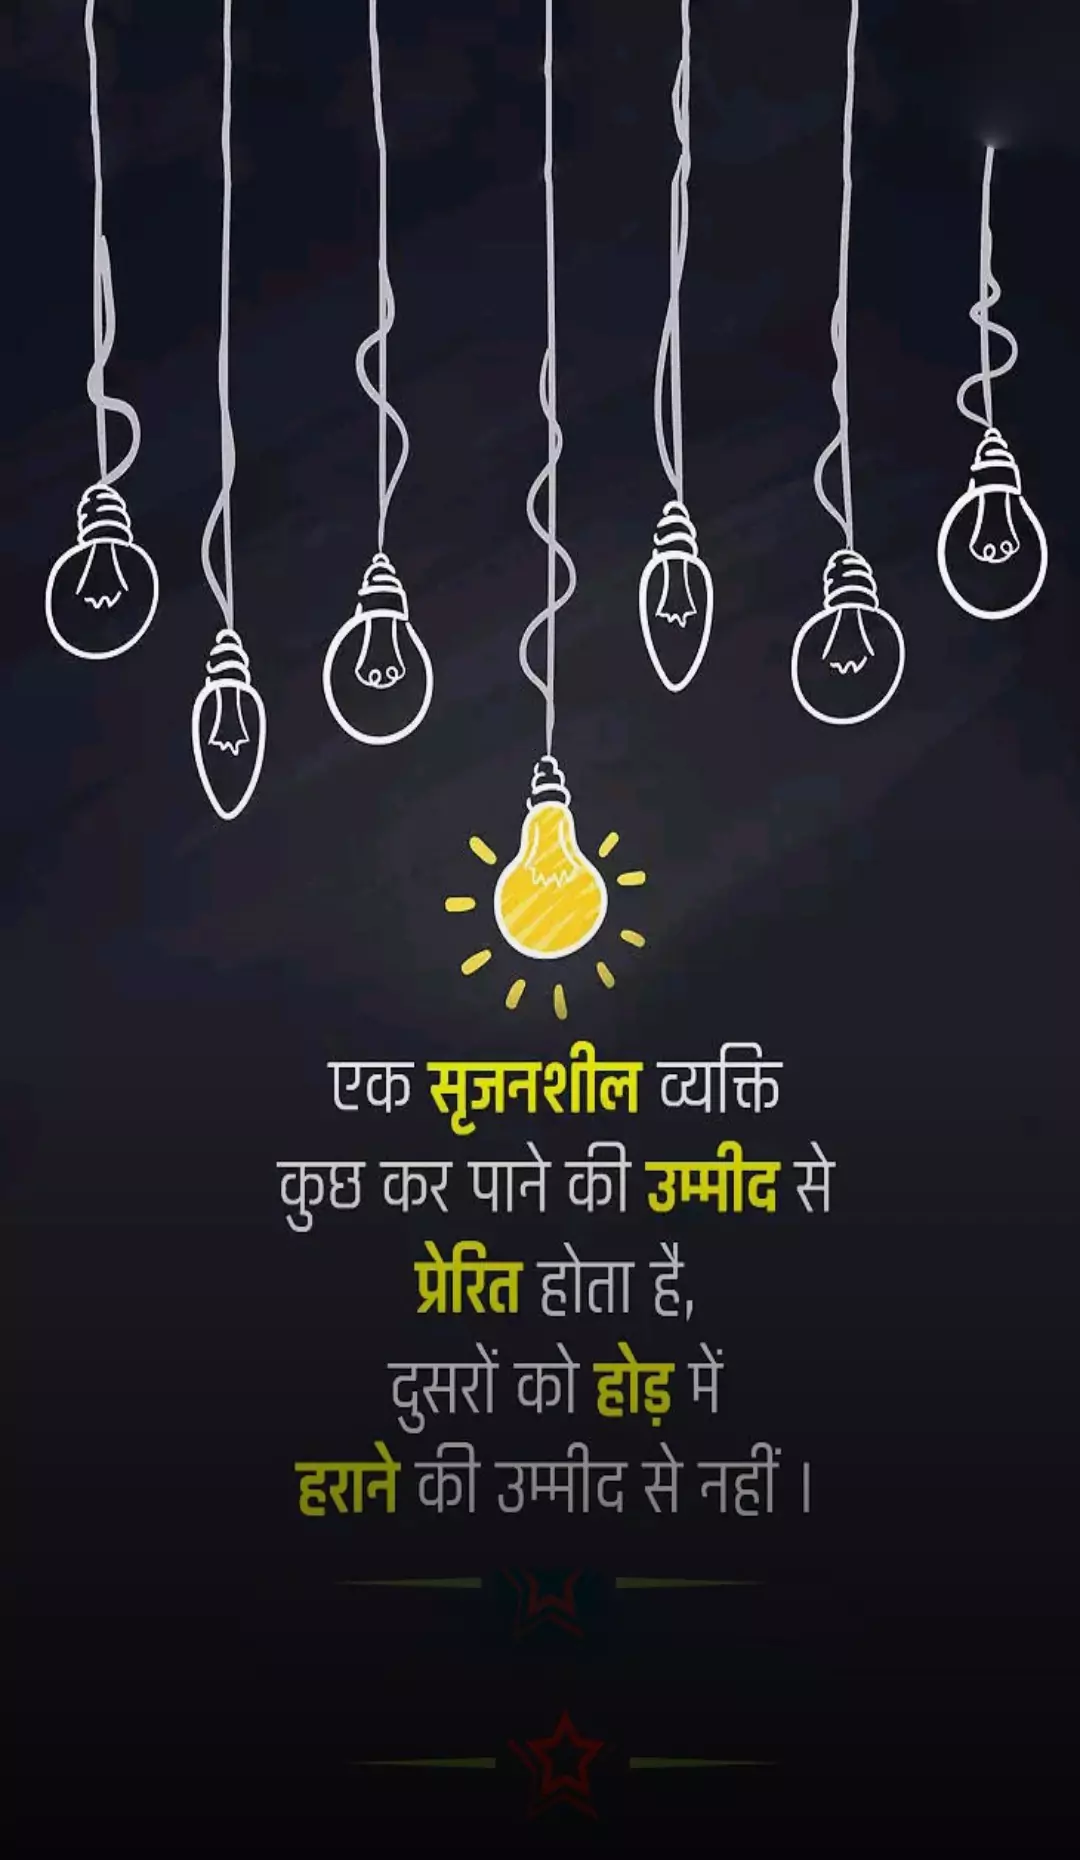 एक सृजनशील व्यक्ति
कुछ कर पाने की उम्मीद से
प्रेरित होता है,
दुसरों को होड़ में
हराने की उम्मीद से नहीं ।